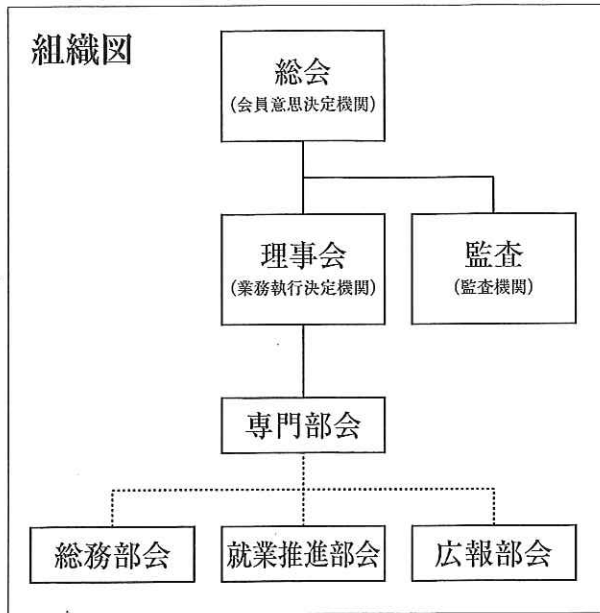 組織図
総会
(会員意思決定機関)
理事会
(業務執行決定機関)
監査
(監査機関)
専門部会
総務部会
就業推進部会
広報部会